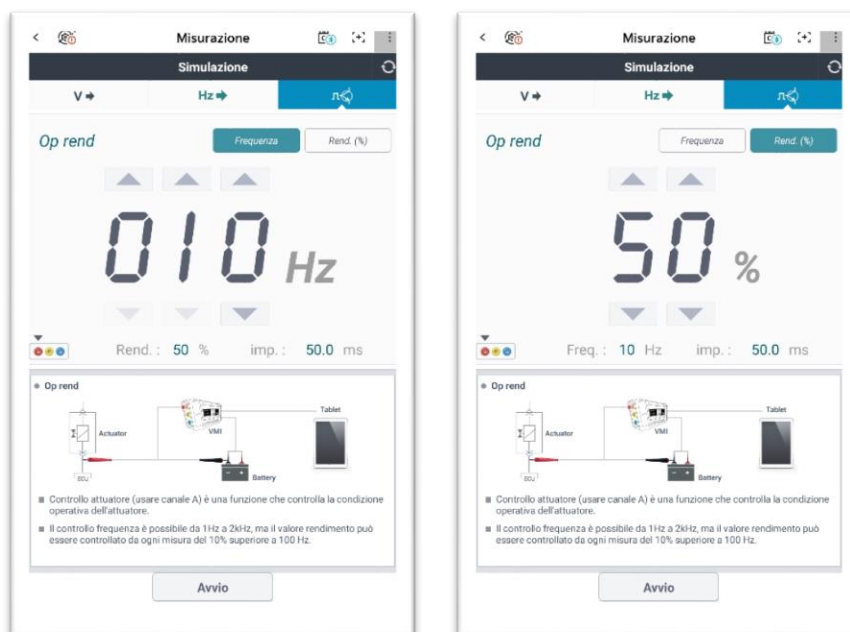 Misurazione
Simulazione
V Hz
Op rend Frequenza Rend. (%)
010 Hz
Rend. : 50 % imp. : 50.0 ms
Op rend
Tablet
Actuator VMI
Battery
ECU
Controllo attuatore (usare canale A) è una funzione che controlla la condizione
operativa dell'attuatore.
Il controllo frequenza è possibile da 1Hz a 2kHz, ma il valore rendimento può
essere controllato da ogni misura del 10% superiore a 100 Hz.
Avvio
Misurazione
Simulazione
V Hz
Op rend Frequenza Rend. (%)
50 %
Freq. : 10 Hz imp. : 50.0 ms
Op rend
Tablet
Actuator VMI
Battery
ECU
Controllo attuatore (usare canale A) è una funzione che controlla la condizione
operativa dell'attuatore.
Il controllo frequenza è possibile da 1Hz a 2kHz, ma il valore rendimento può
essere controllato da ogni misura del 10% superiore a 100 Hz.
Avvio